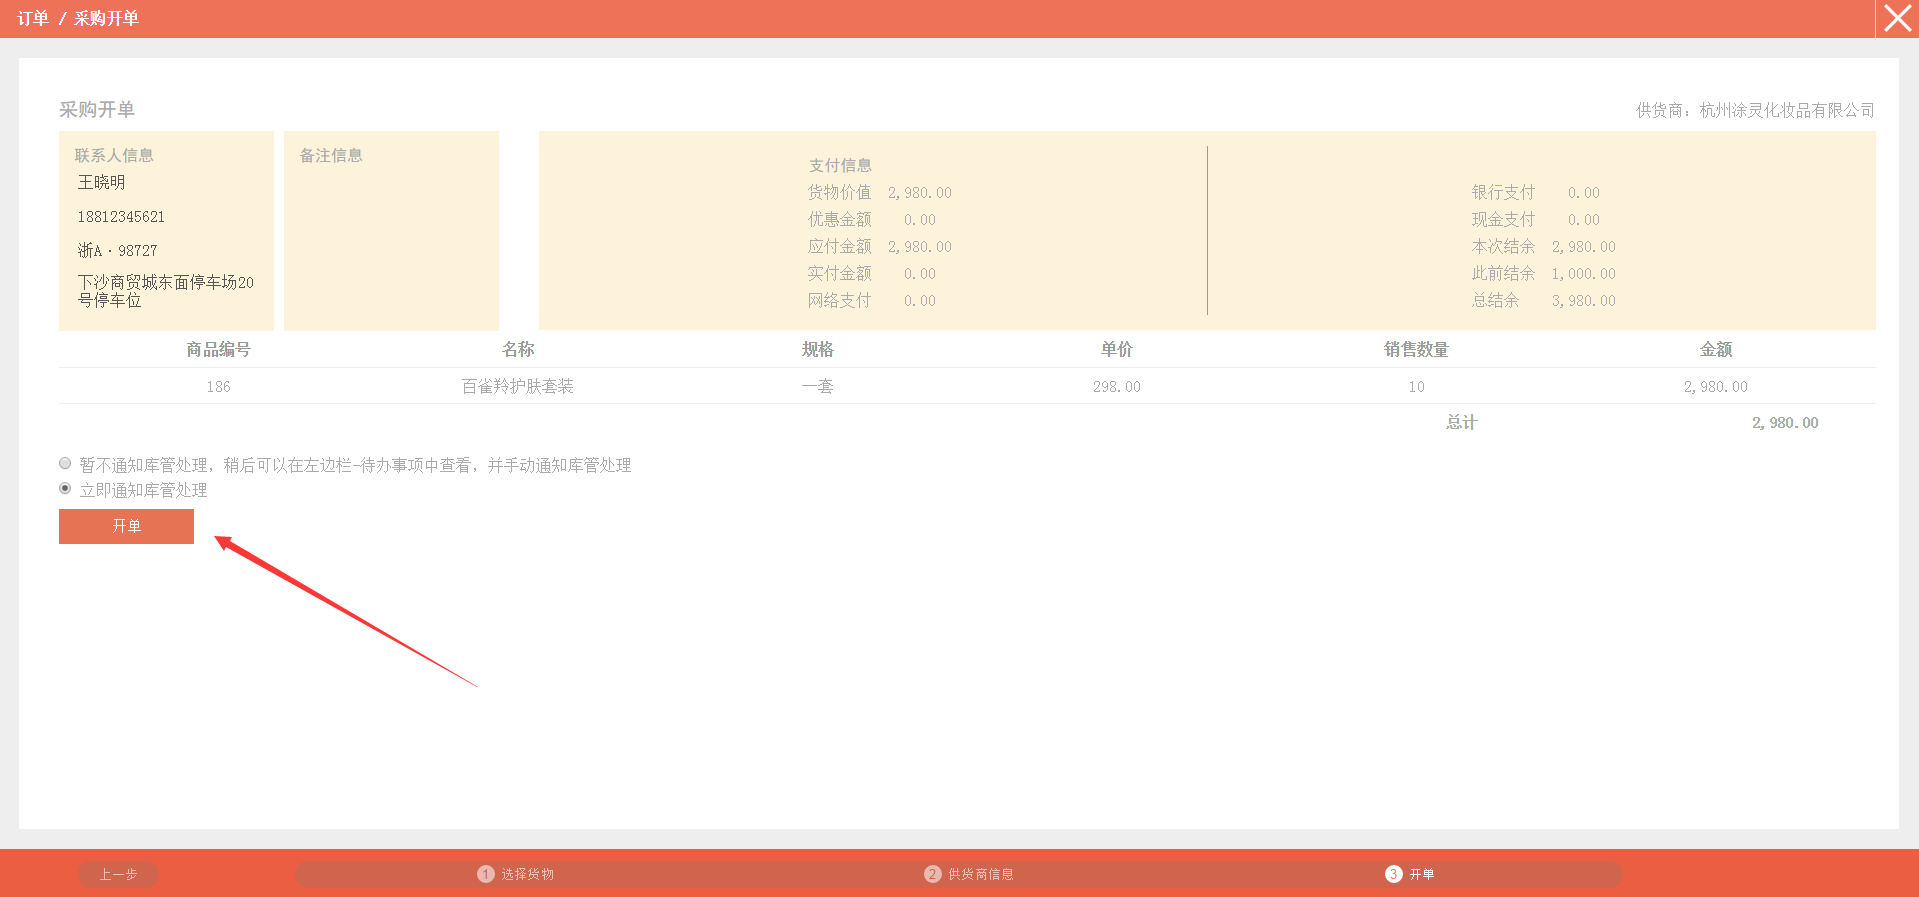 订单 / 采购开单
采购开单
供货商：杭州涂灵化妆品有限公司
联系人信息
王晓明
18812345621
浙A·98727
下沙商贸城东面停车场20
号停车位
备注信息
支付信息
货物价值 2,980.00
优惠金额 0.00
应付金额 2,980.00
实付金额 0.00
网络支付 0.00
银行支付 0.00
现金支付 0.00
本次结余 2,980.00
此前结余 1,000.00
总结余 3,980.00
商品编号 名称 规格 单价 销售数量 金额
186 百雀羚护肤套装 一套 298.00 10 2,980.00
总计 2,980.00
暂不通知库管处理，稍后可以在左边栏-待办事项中查看，并手动通知库管处理
立即通知库管处理
开单
上一步 1 选择货物 2 供货商信息 3 开单